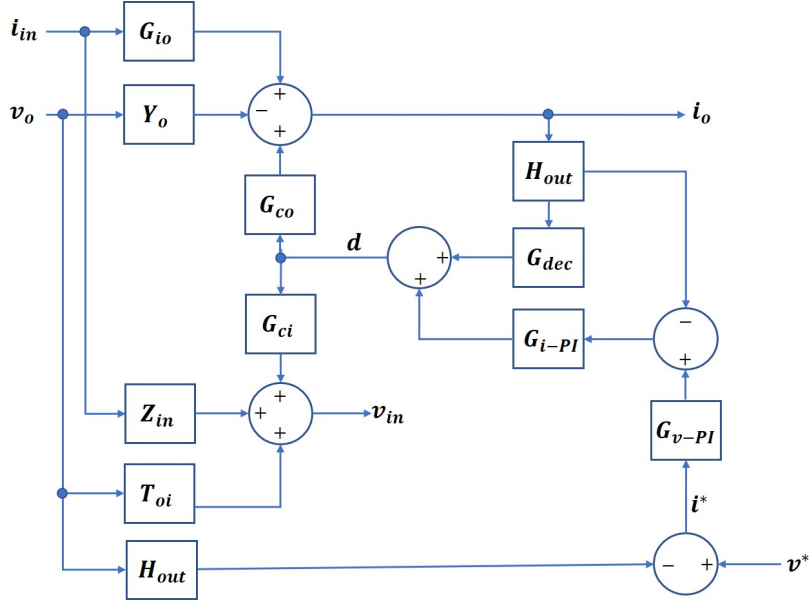 i_in
G_io
v_o
Y_o
+
−
+
i_o
H_out
G_co
d
+
+
G_dec
G_ci
G_i−PI
−
+
Z_in
+
+
+
v_in
G_v−PI
T_oi
i*
H_out
−
+
v*